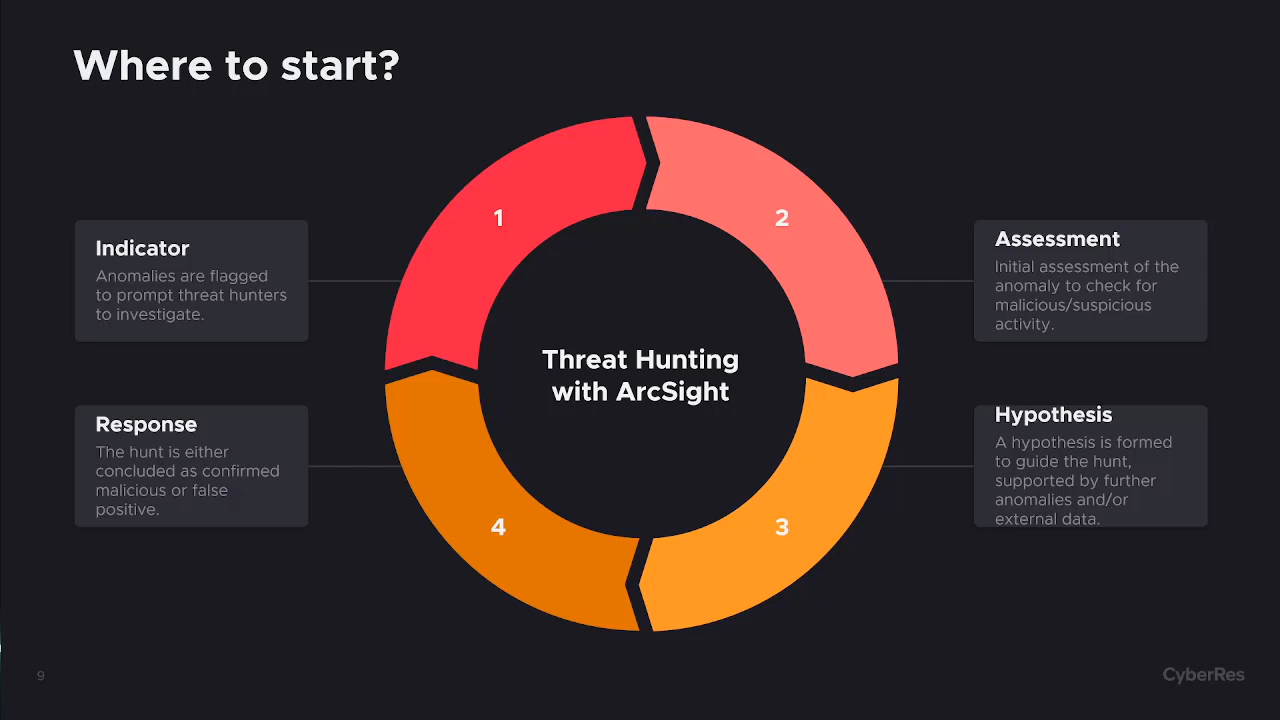 Where to start?
1
2
Indicator
Anomalies are flagged
to prompt threat hunters
to investigate.
Assessment
Initial assessment of the
anomaly to check for
malicious/suspicious
activity.
Threat Hunting
with ArcSight
Response
The hunt is either
concluded as confirmed
malicious or false
positive.
Hypothesis
A hypothesis is formed
to guide the hunt,
supported by further
anomalies and/or
external data.
4
3
9
CyberRes